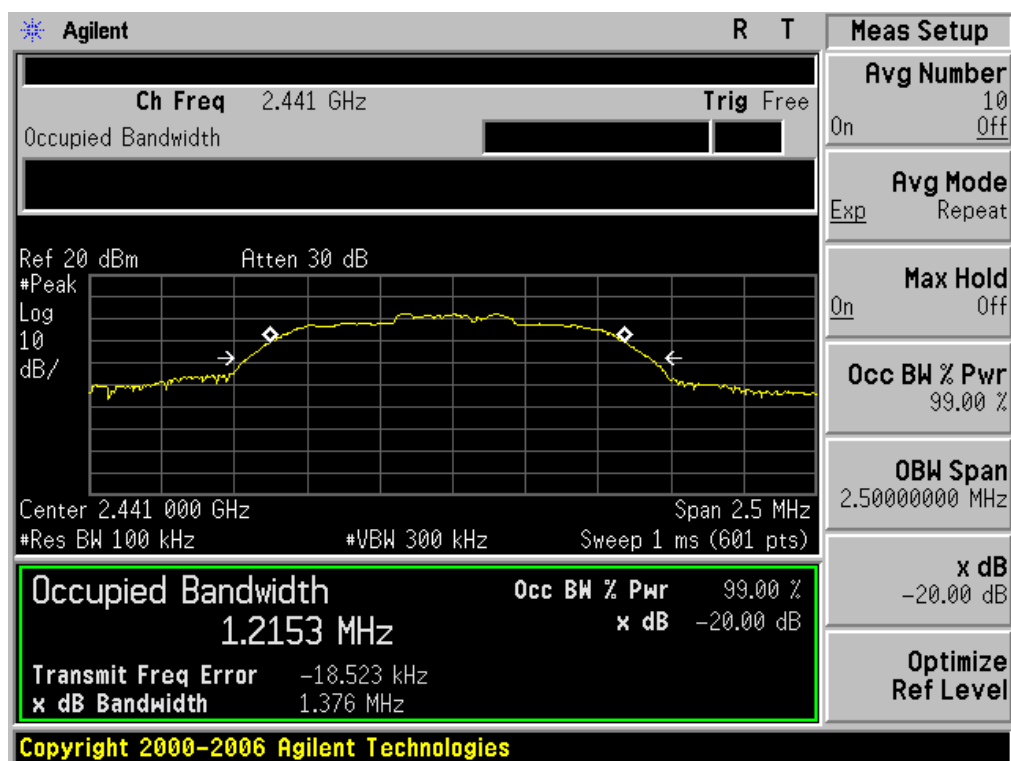 Agilent R T
Ch Freq 2.441 GHz Trig Free
Occupied Bandwidth
Ref 20 dBm Atten 30 dB
#Peak
Log
10
dB/
Center 2.441 000 GHz Span 2.5 MHz
#Res BW 100 kHz #VBW 300 kHz Sweep 1 ms (601 pts)
Occupied Bandwidth Occ BW % Pwr 99.00 %
1.2153 MHz x dB -20.00 dB
Transmit Freq Error -18.523 kHz
x dB Bandwidth 1.376 MHz
Copyright 2000-2006 Agilent Technologies
Meas Setup
Avg Number
10
On Off
Avg Mode
Exp Repeat
Max Hold
On Off
Occ BW % Pwr
99.00 %
OBW Span
2.50000000 MHz
x dB
-20.00 dB
Optimize
Ref Level